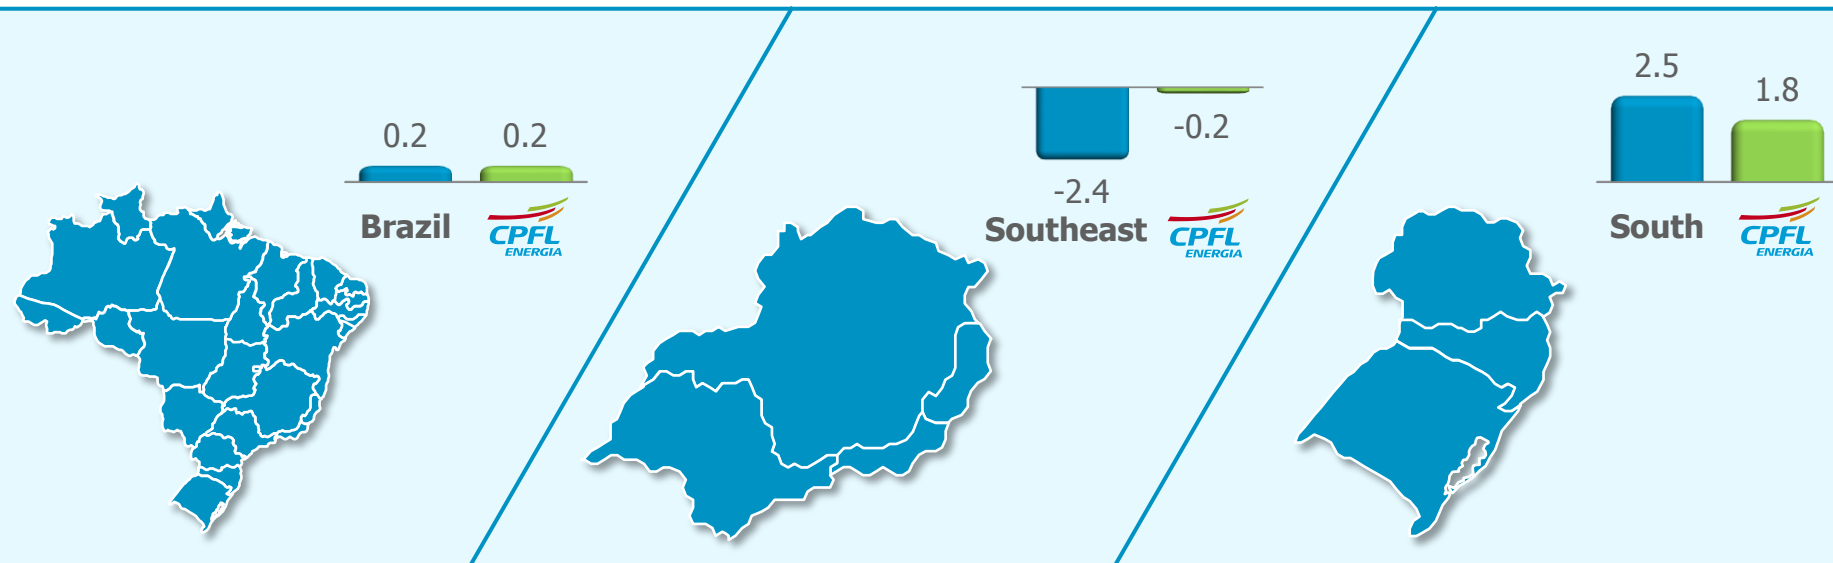 0.2 0.2
Brazil CPFL
ENERGIA
-2.4 -0.2
Southeast CPFL
ENERGIA
2.5 1.8
South CPFL
ENERGIA